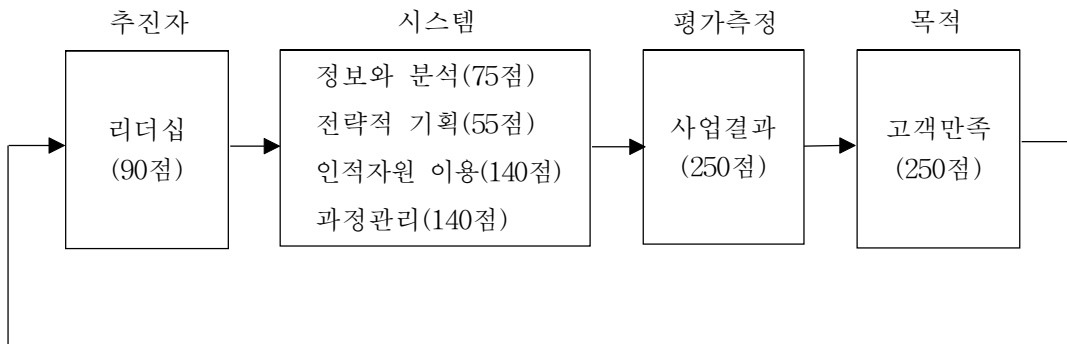 추진자
시스템
평가측정
목적
리더십
(90점)
정보와 분석(75점)
전략적 기획(55점)
인적자원 이용(140점)
과정관리(140점)
사업결과
(250점)
고객만족
(250점)